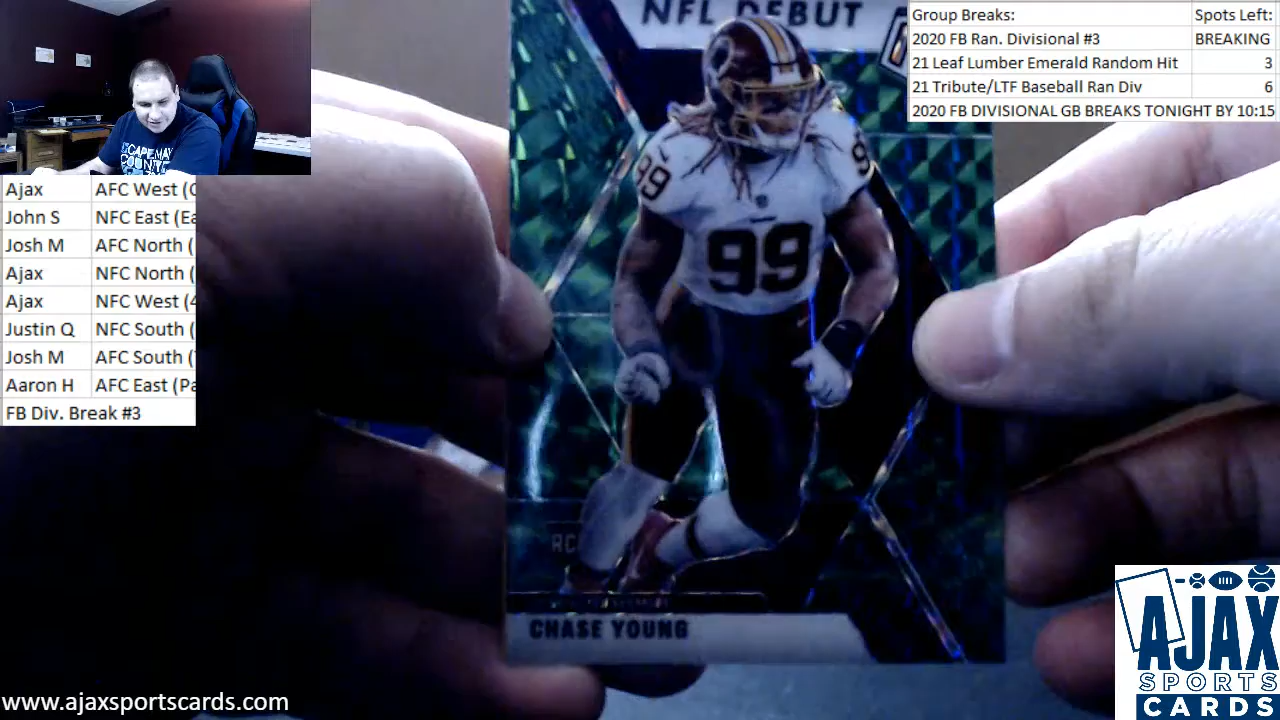 Group Breaks: Spots Left:
2020 FB Ran. Divisional #3 BREAKING
21 Leaf Lumber Emerald Random Hit 3
21 Tribute/LTF Baseball Ran Div 6
2020 FB DIVISIONAL GB BREAKS TONIGHT BY 10:15
NFL DEBUT
CAPE MAY
COUNTY
Ajax AFC West (
John S NFC East (Ea
Josh M AFC North (
Ajax NFC North (
Ajax NFC West (4
Justin Q NFC South (
Josh M AFC South (
Aaron H AFC East (Pa
FB Div. Break #3
99
9
99
RC
CHASE YOUNG
AJAX
SPORTS
CARDS
www.ajaxsportscards.com